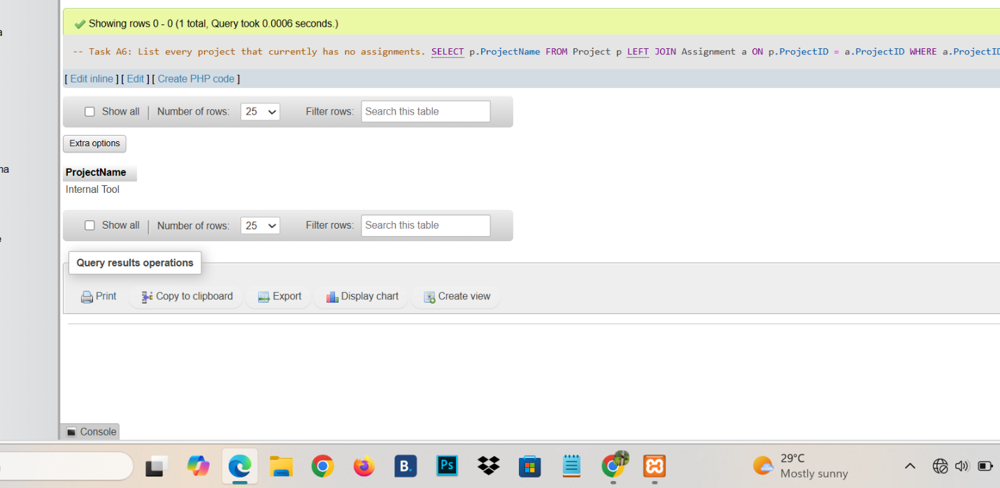 Showing rows 0 - 0 (1 total, Query took 0.0006 seconds.)
-- Task A6: List every project that currently has no assignments. SELECT p.ProjectName FROM Project p LEFT JOIN Assignment a ON p.ProjectID = a.ProjectID WHERE a.ProjectID
[ Edit inline ] [ Edit ] [ Create PHP code ]
Show all | Number of rows: 25 Filter rows: Search this table
Extra options
ProjectName
Internal Tool
Show all | Number of rows: 25 Filter rows: Search this table
Query results operations
Print Copy to clipboard Export Display chart Create view
Console
B. Ps
29°C
Mostly sunny